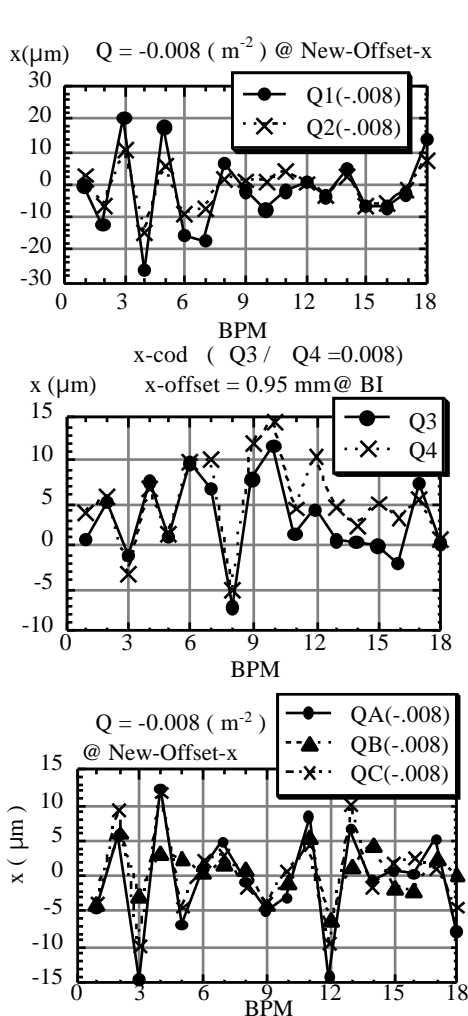 x(µm) Q = -0.008 ( m-2 ) @ New-Offset-x
30
20
10
0
-10
-20
-30
Q1(-.008)
Q2(-.008)
0 3 6 9 12 15 18
BPM
x-cod ( Q3 / Q4 =0.008)
x (µm) x-offset = 0.95 mm@ BI
15
10
5
0
-5
-10
Q3
Q4
0 3 6 9 12 15 18
BPM
Q = -0.008 ( m-2 )
@ New-Offset-x
QA(-.008)
QB(-.008)
QC(-.008)
x ( µm )
15
10
5
0
-5
-10
-15
0 3 6 9 12 15 18
BPM